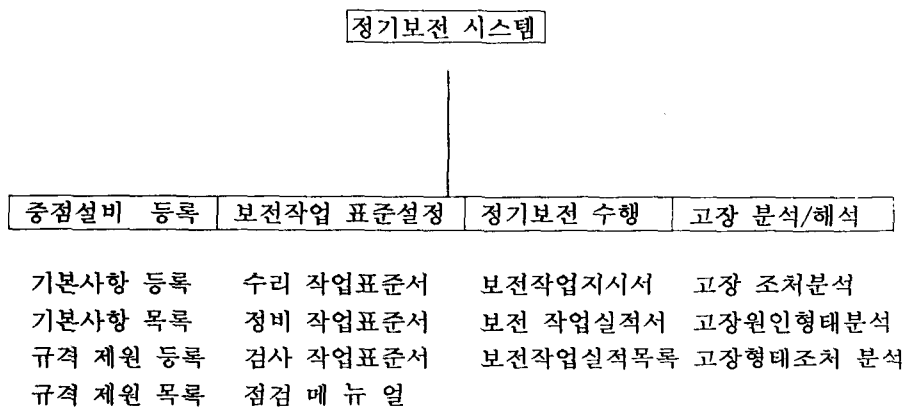 정기보전 시스템
중점설비 등록 보전작업 표준설정 정기보전 수행 고장 분석/해석
기본사항 등록 수리 작업표준서 보전작업지시서 고장 조처분석
기본사항 목록 정비 작업표준서 보전 작업실적서 고장원인형태분석
규격 제원 등록 검사 작업표준서 보전작업실적목록 고장형태조처 분석
규격 제원 목록 점검 메 뉴 얼